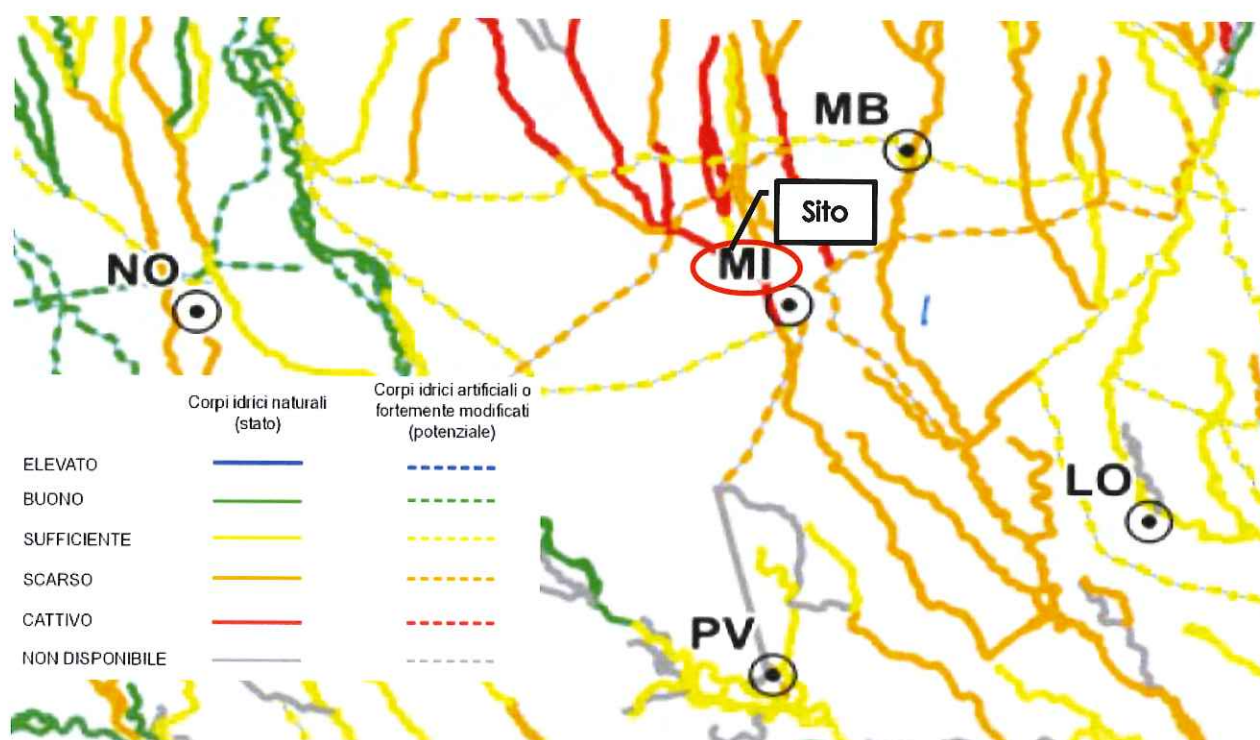 MB
Sito
MI
NO
Corpi idrici naturali
(stato)
Corpi idrici artificiali o
fortemente modificati
(potenziale)
ELEVATO
BUONO
SUFFICIENTE
SCARSO
CATTIVO
NON DISPONIBILE
LO
PV